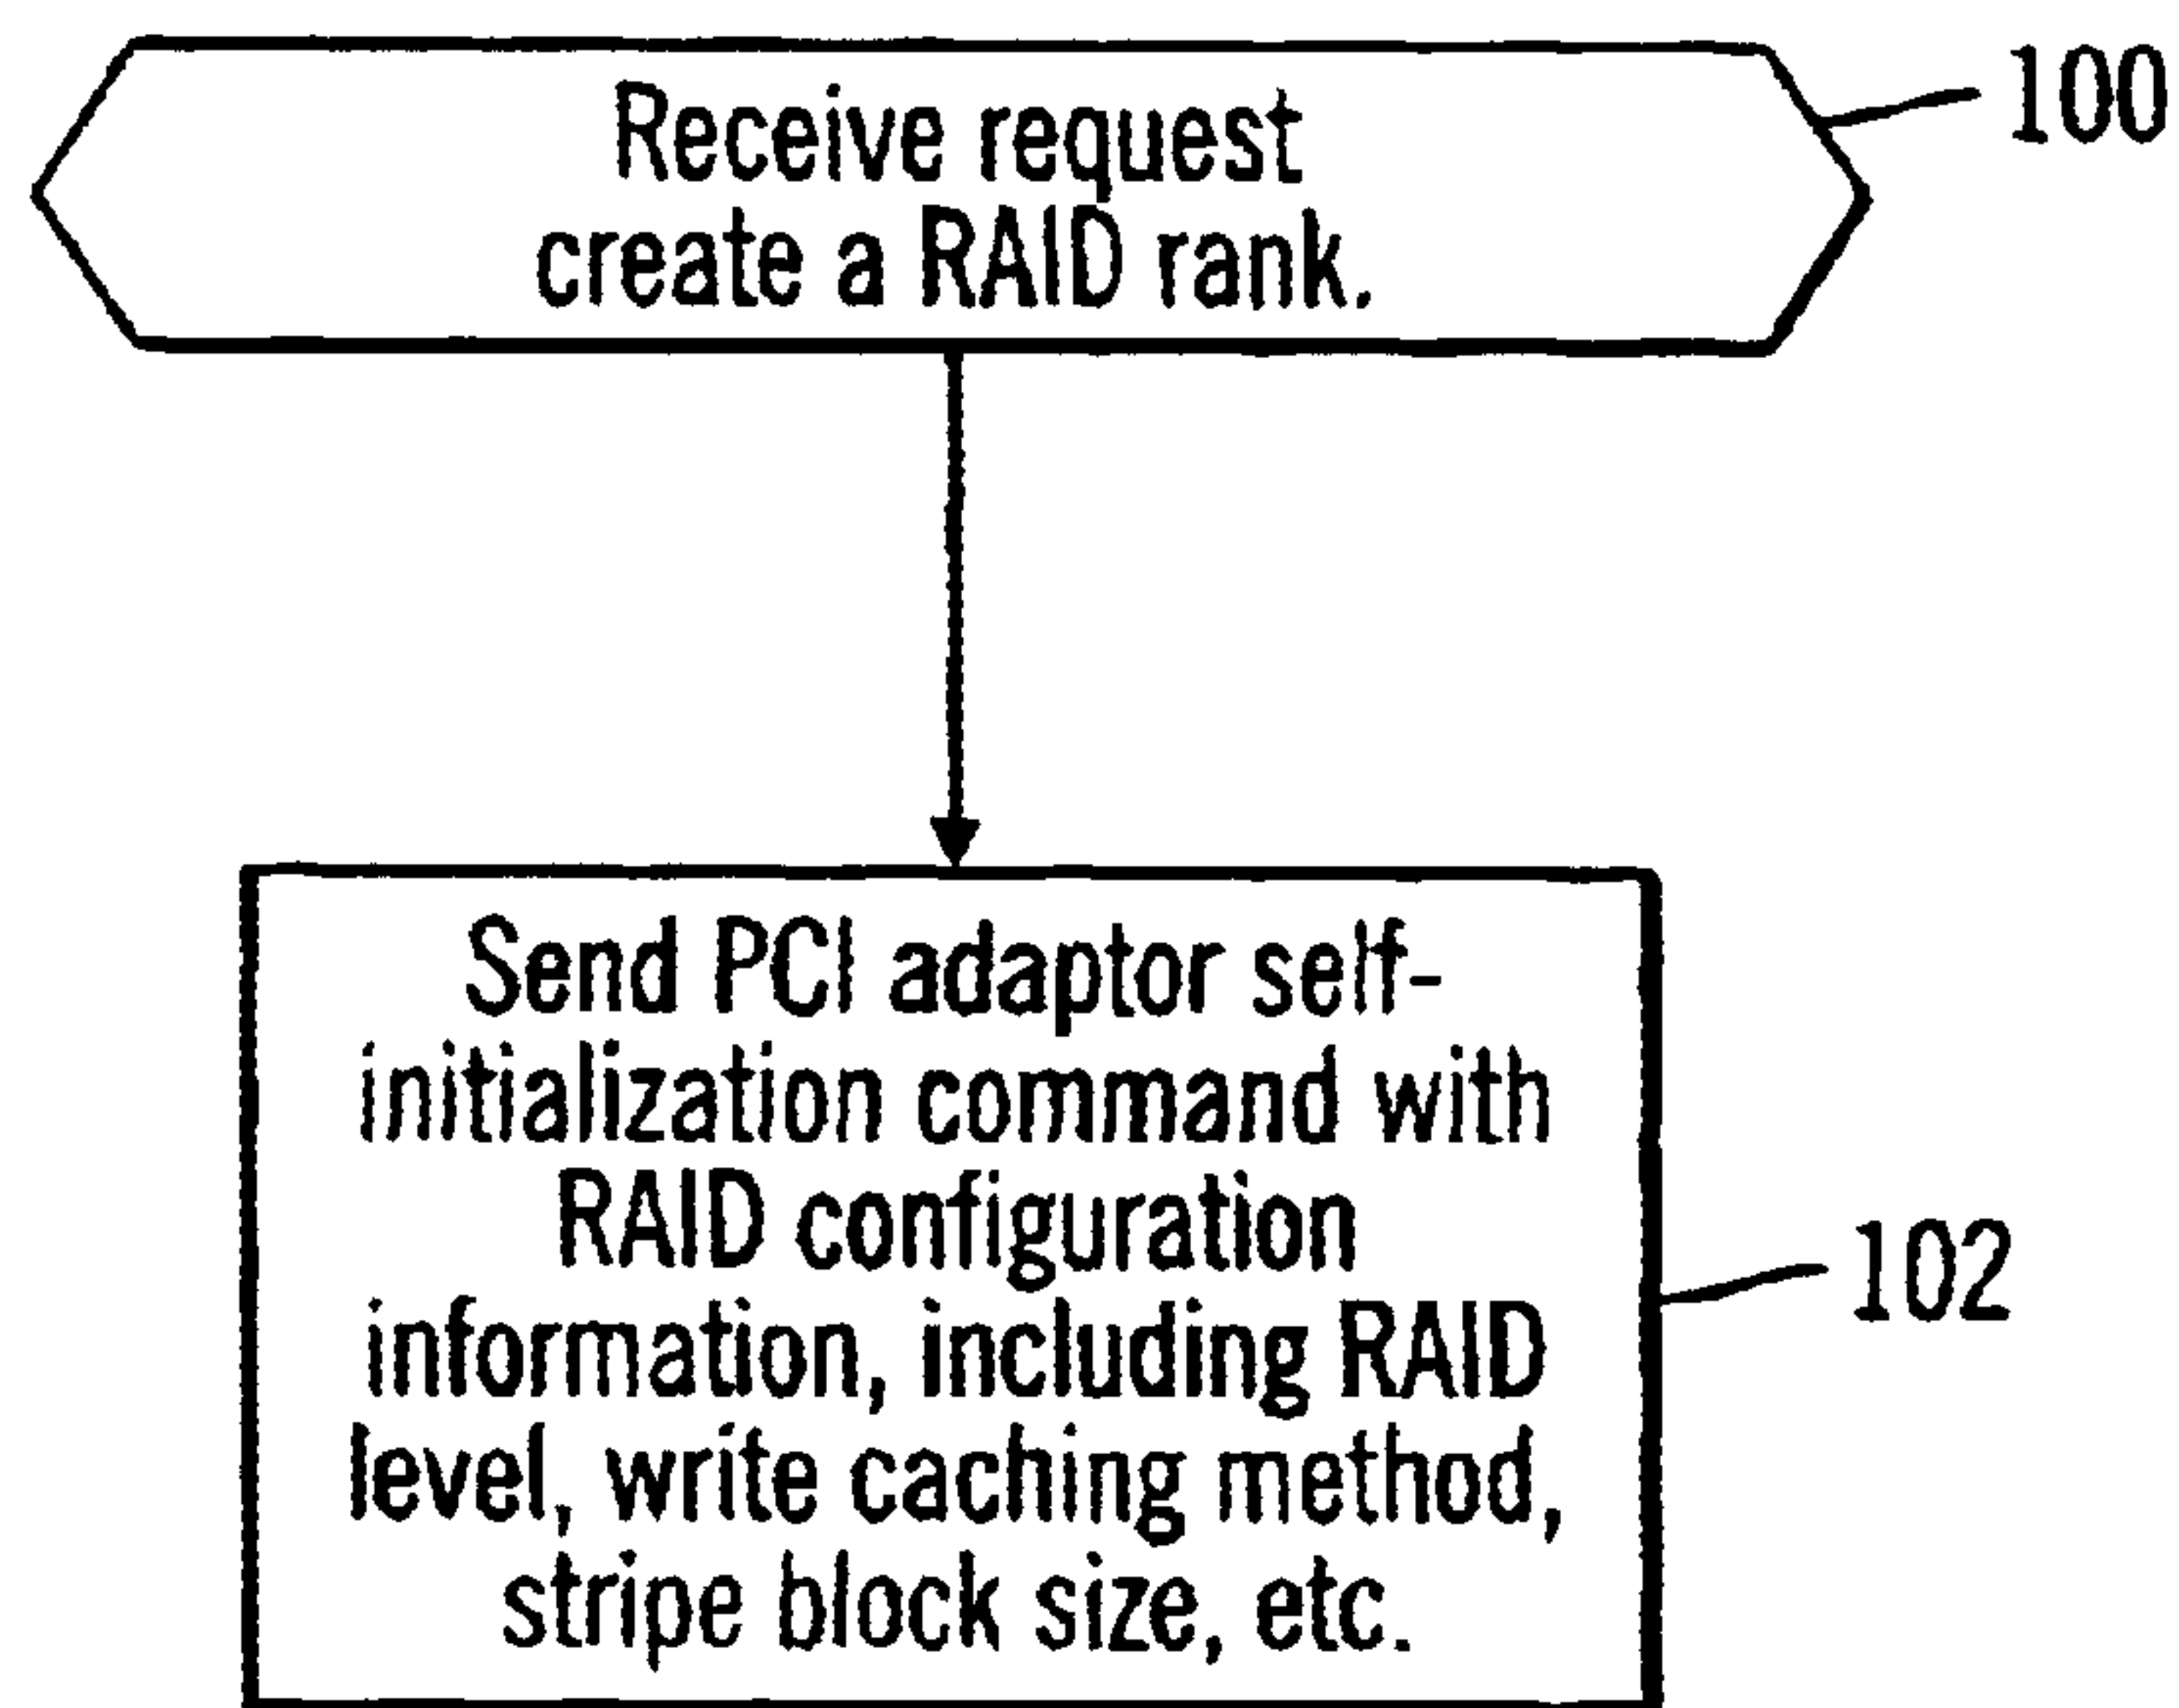 Receive request
create a RAID rank.
100
Send PCI adaptor self-
initialization command with
RAID configuration
information, including RAID
level, write caching method,
stripe block size, etc.
102